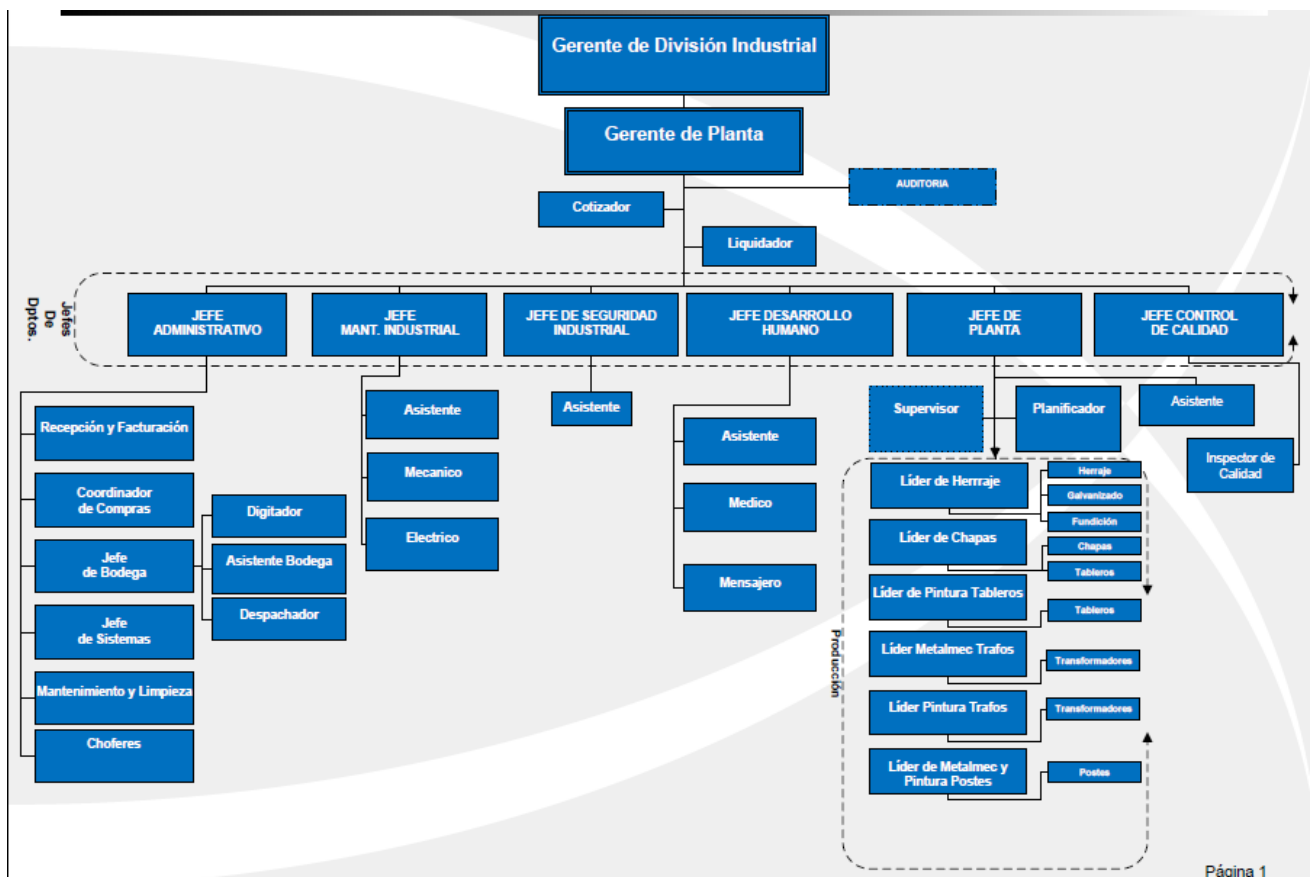 Gerente de División Industrial
Gerente de Planta
AUDITORIA
Cotizador
Liquidador
Jefes
De
Dptos.
JEFE
ADMINISTRATIVO
JEFE
MANT. INDUSTRIAL
JEFE DE SEGURIDAD
INDUSTRIAL
JEFE DESARROLLO
HUMANO
JEFE DE
PLANTA
JEFE CONTROL
DE CALIDAD
Recepción y Facturación
Coordinador
de Compras
Jefe
de Bodega
Jefe
de Sistemas
Mantenimiento y Limpieza
Choferes
Digitador
Asistente Bodega
Despachador
Asistente
Mecanico
Electrico
Asistente
Asistente
Medico
Mensajero
Supervisor
Planificador
Asistente
Inspector de
Calidad
Producción
Líder de Herrraje
Herraje
Galvanizado
Fundición
Líder de Chapas
Chapas
Tableros
Líder de Pintura Tableros
Tableros
Líder Metalmec Trafos
Transformadores
Líder Pintura Trafos
Transformadores
Líder de Metalmec y
Pintura Postes
Postes
Página 1